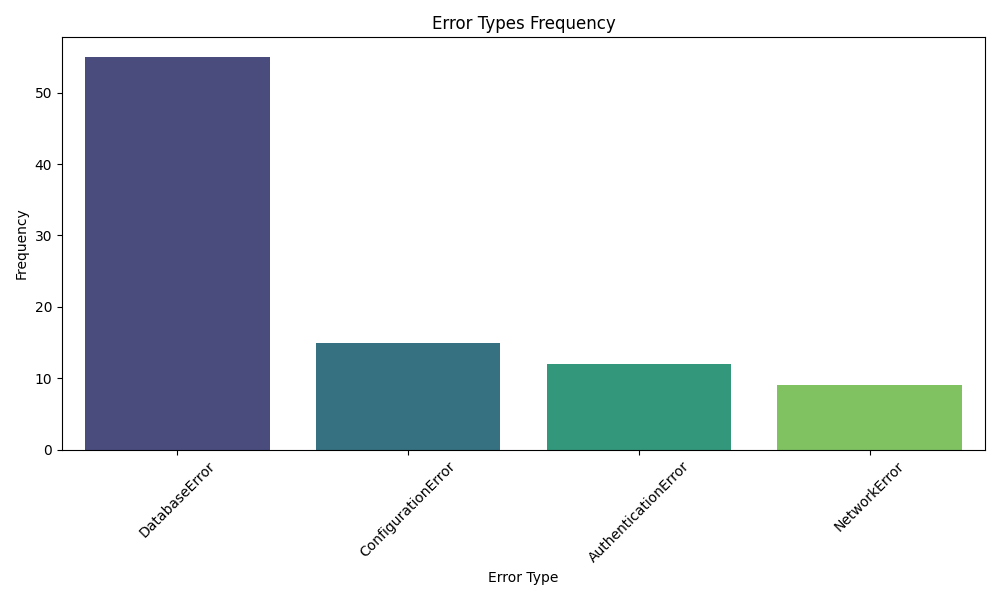 Error Types Frequency
Frequency
50
40
30
20
10
0
DatabaseError
ConfigurationError
AuthenticationError
NetworkError
Error Type